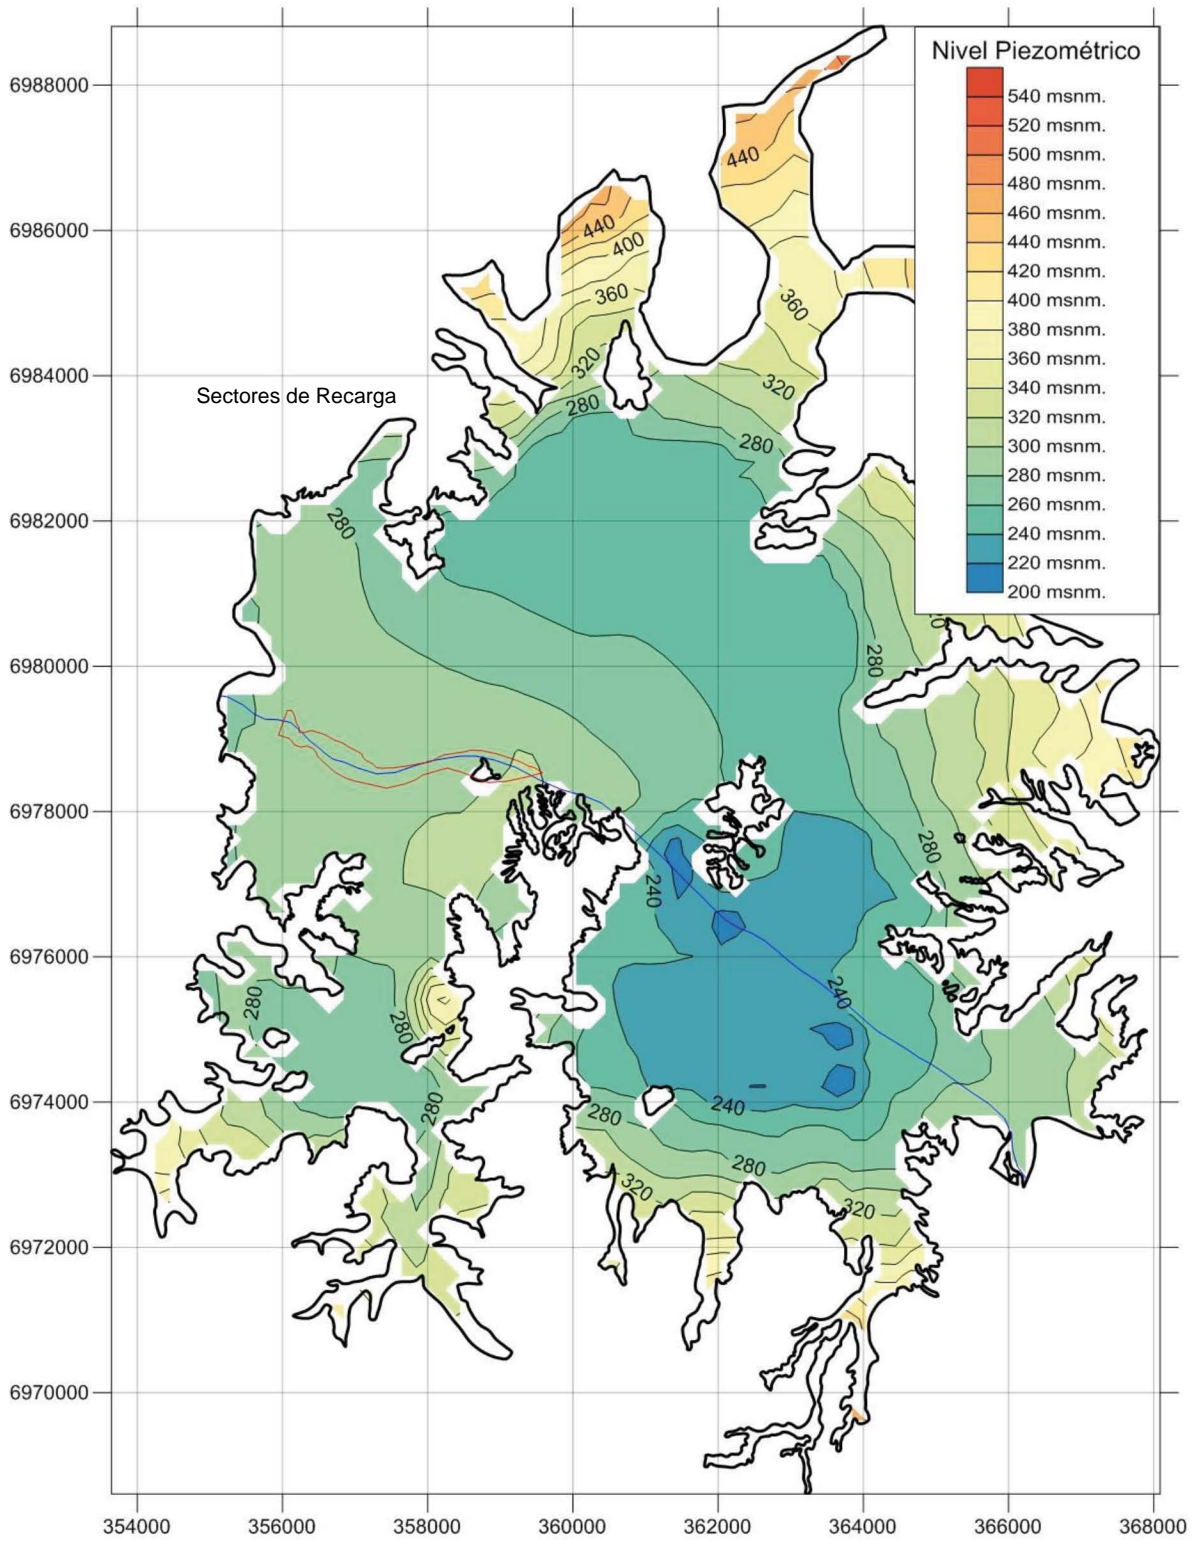 Nivel Piezométrico
540 msnm.
520 msnm.
500 msnm.
480 msnm.
460 msnm.
440 msnm.
420 msnm.
400 msnm.
380 msnm.
360 msnm.
340 msnm.
320 msnm.
300 msnm.
280 msnm.
260 msnm.
240 msnm.
220 msnm.
200 msnm.
6988000
440
6986000
440
400
360
360
6984000
320
320
Sectores de Recarga
280
280
6982000
280
6980000
280
6978000
280
240
6976000
240
280
280
6974000
280
240
280
280
320
320
6972000
6970000
354000 356000 358000 360000 362000 364000 366000 368000